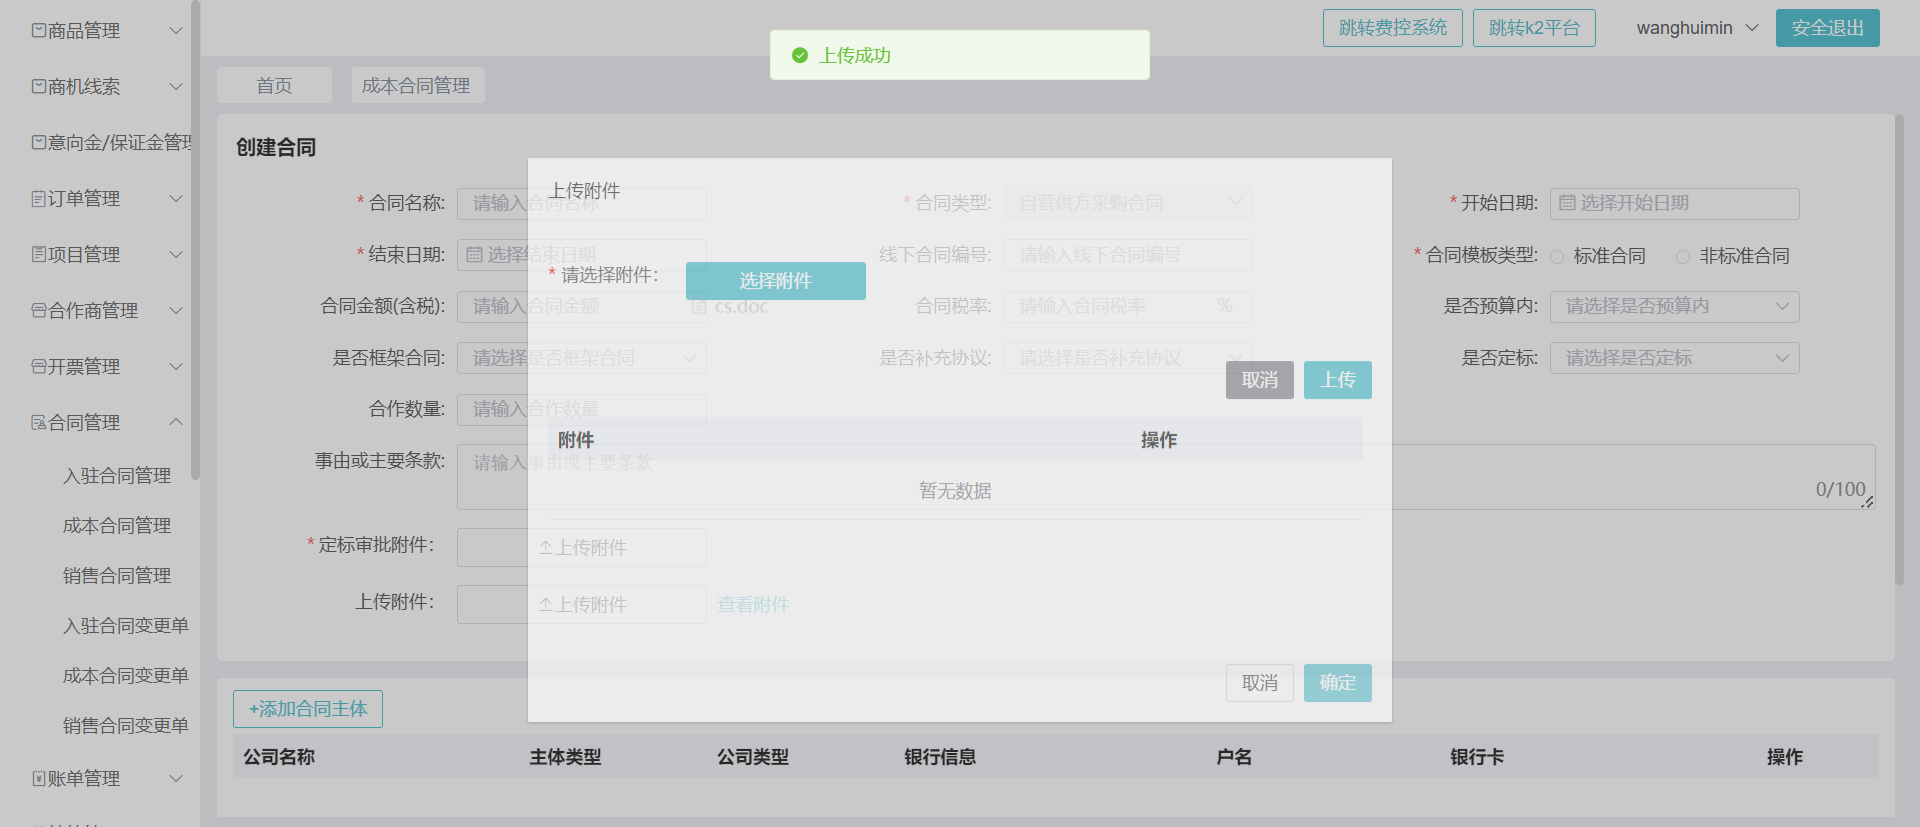 商品管理
商机线索
意向金/保证金管理
订单管理
项目管理
合作商管理
开票管理
合同管理
入驻合同管理
成本合同管理
销售合同管理
入驻合同变更单
成本合同变更单
销售合同变更单
账单管理
跳转费控系统
跳转k2平台
wanghuimin
安全退出
上传成功
首页
成本合同管理
创建合同
* 合同名称: 请输入合同名称
* 合同类型: 自营供方采购合同
* 开始日期: 选择开始日期
* 结束日期: 选择结束日期
线下合同编号: 请输入线下合同编号
* 合同模板类型: 标准合同 非标准合同
合同金额(含税): 请输入合同金额
合同税率: 请输入合同税率 %
是否预算内: 请选择是否预算内
是否框架合同: 请选择是否框架合同
是否补充协议: 请选择是否补充协议
是否定标: 请选择是否定标
合作数量: 请输入合作数量
事由或主要条款: 请输入事由或主要条款
0/100
* 定标审批附件: 上传附件
上传附件: 上传附件 查看附件
上传附件
* 请选择附件: 选择附件
cs.doc
取消 上传
附件 操作
暂无数据
取消 确定
+添加合同主体
公司名称 主体类型 公司类型 银行信息 户名 银行卡 操作